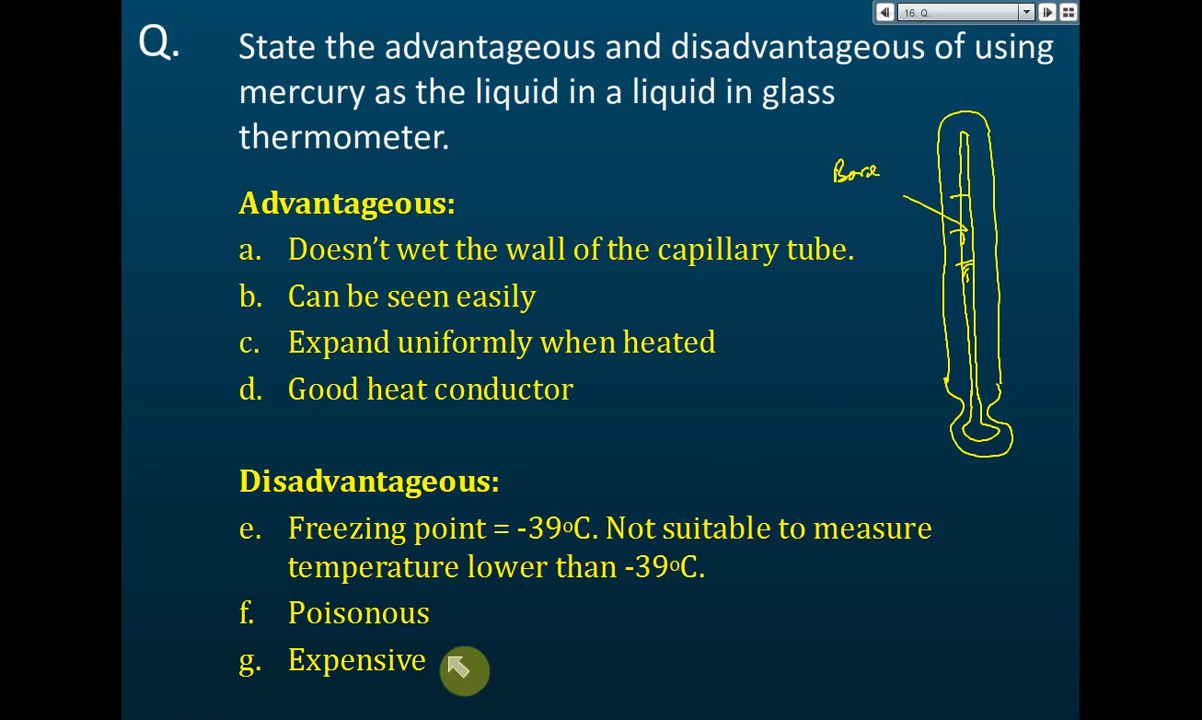 16. Q.
Q.
State the advantageous and disadvantageous of using
mercury as the liquid in a liquid in glass
thermometer.
Bore
Advantageous:
a. Doesn’t wet the wall of the capillary tube.
b. Can be seen easily
c. Expand uniformly when heated
d. Good heat conductor
Disadvantageous:
e. Freezing point = -39°C. Not suitable to measure
temperature lower than -39°C.
f. Poisonous
g. Expensive